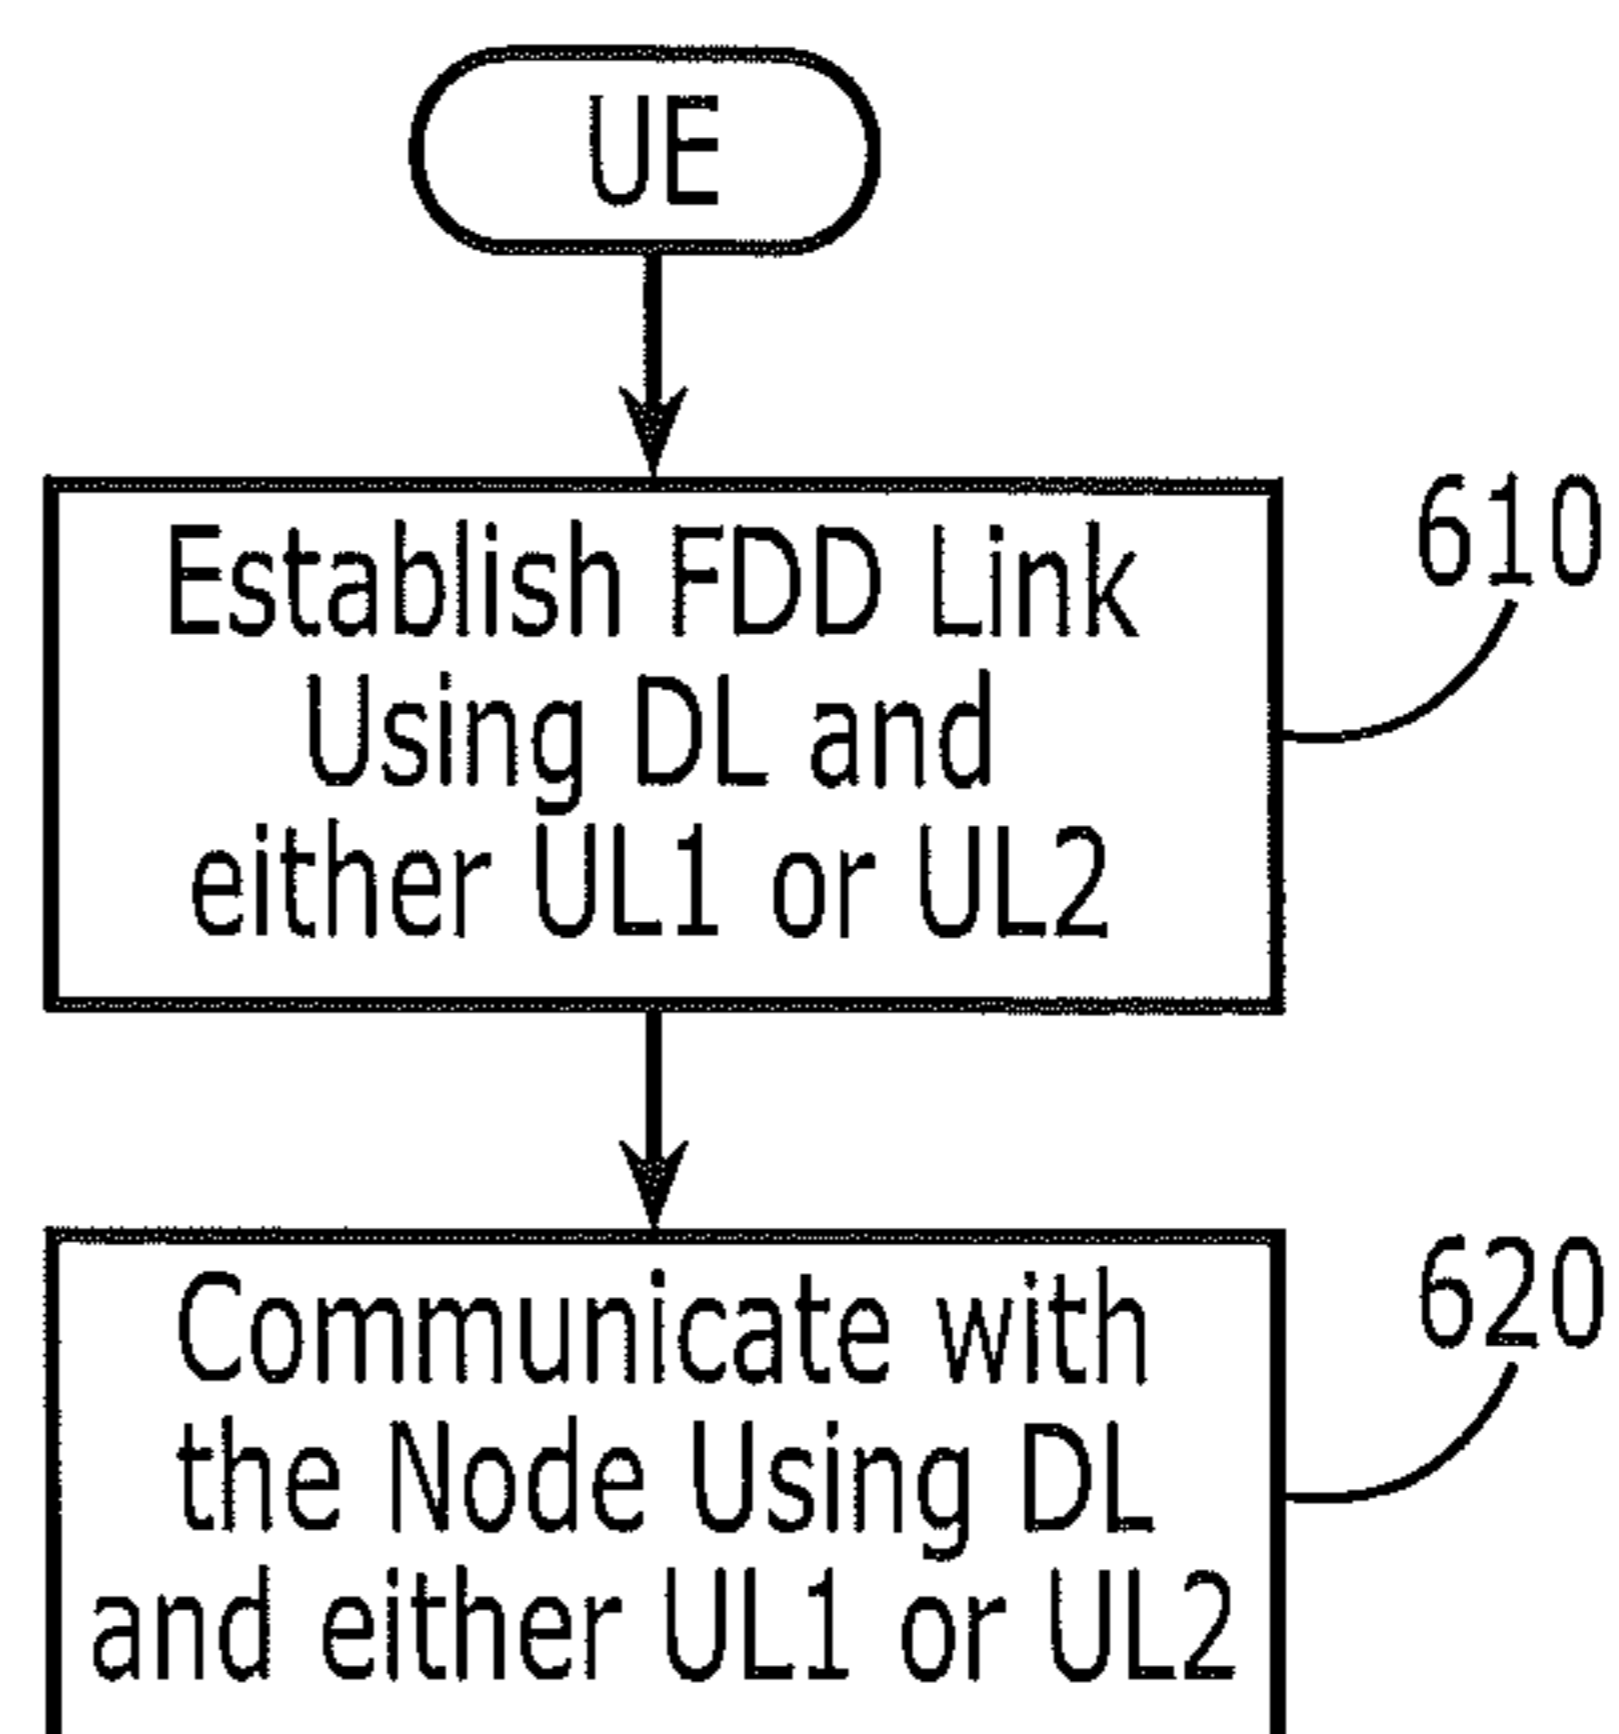 UE
Establish FDD Link
Using DL and
either UL1 or UL2
610
Communicate with
the Node Using DL
and either UL1 or UL2
620